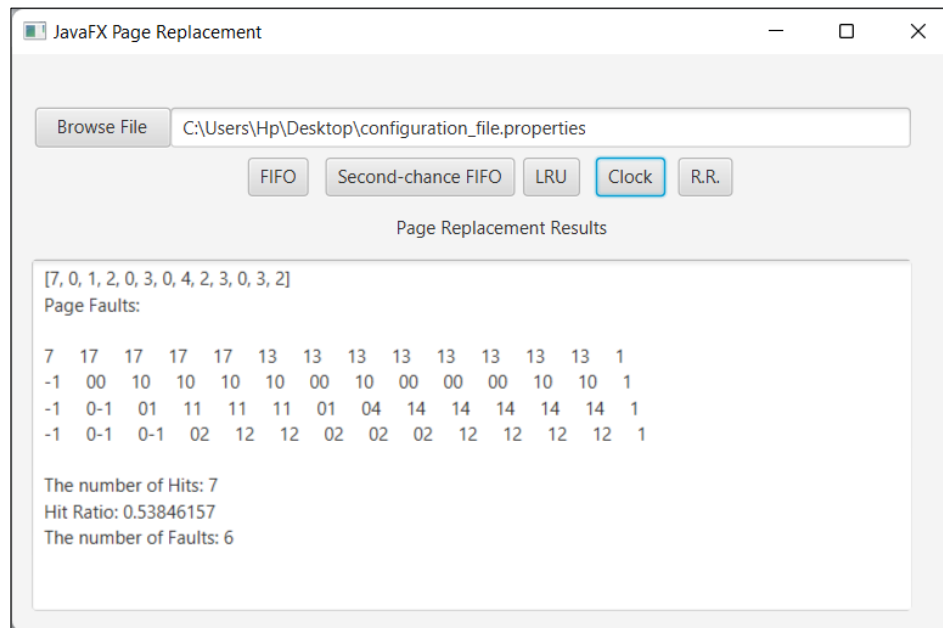 JavaFX Page Replacement
Browse File C:\Users\Hp\Desktop\configuration_file.properties
FIFO Second-chance FIFO LRU Clock R.R.
Page Replacement Results
[7, 0, 1, 2, 0, 3, 0, 4, 2, 3, 0, 3, 2]
Page Faults:
7 17 17 17 17 13 13 13 13 13 13 13 13 1
-1 00 10 10 10 10 00 10 00 00 00 10 10 1
-1 0-1 01 11 11 11 01 04 14 14 14 14 14 1
-1 0-1 0-1 02 12 12 02 02 02 12 12 12 12 1
The number of Hits: 7
Hit Ratio: 0.53846157
The number of Faults: 6